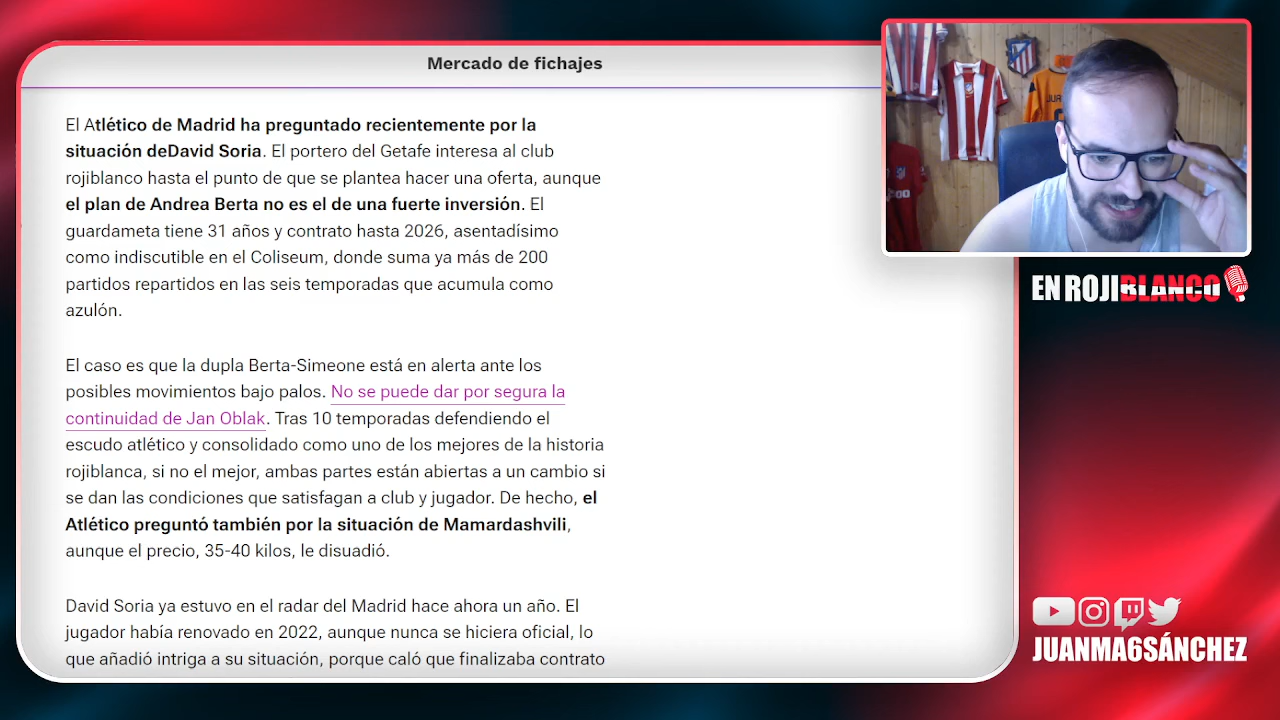 Mercado de fichajes
El Atlético de Madrid ha preguntado recientemente por la
situación deDavid Soria. El portero del Getafe interesa al club
rojiblanco hasta el punto de que se plantea hacer una oferta, aunque
el plan de Andrea Berta no es el de una fuerte inversión. El
guardameta tiene 31 años y contrato hasta 2026, asentadísimo
como indiscutible en el Coliseum, donde suma ya más de 200
partidos repartidos en las seis temporadas que acumula como
azulón.
El caso es que la dupla Berta-Simeone está en alerta ante los
posibles movimientos bajo palos. No se puede dar por segura la
continuidad de Jan Oblak. Tras 10 temporadas defendiendo el
escudo atlético y consolidado como uno de los mejores de la historia
rojiblanca, si no el mejor, ambas partes están abiertas a un cambio si
se dan las condiciones que satisfagan a club y jugador. De hecho, el
Atlético preguntó también por la situación de Mamardashvili,
aunque el precio, 35-40 kilos, le disuadió.
David Soria ya estuvo en el radar del Madrid hace ahora un año. El
jugador había renovado en 2022, aunque nunca se hiciera oficial, lo
que añadió intriga a su situación, porque caló que finalizaba contrato
EN ROJIBLANCO
JUANMA6SÁNCHEZ